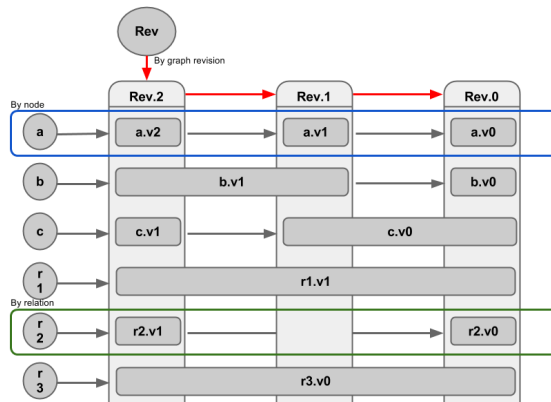 Rev
By graph revision
Rev.2 Rev.1 Rev.0
By node
a a.v2 a.v1 a.v0
b b.v1 b.v0
c c.v1 c.v0
r
1 r1.v1
By relation
r
2 r2.v1 r2.v0
r
3 r3.v0